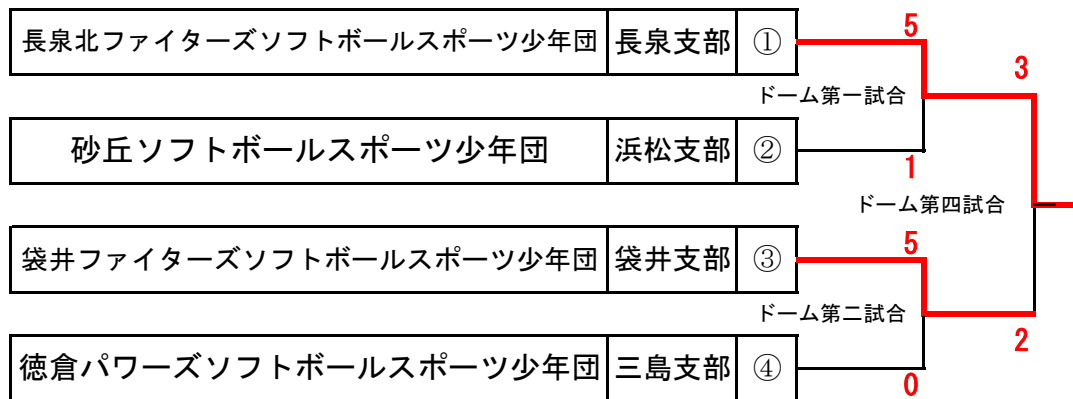 長泉北ファイターズソフトボールスポーツ少年団 長泉支部 ① 5
3
ドーム第一試合
砂丘ソフトボールスポーツ少年団 浜松支部 ②
1
ドーム第四試合
袋井ファイターズソフトボールスポーツ少年団 袋井支部 ③ 5
ドーム第二試合
2
徳倉パワーズソフトボールスポーツ少年団 三島支部 ④
0